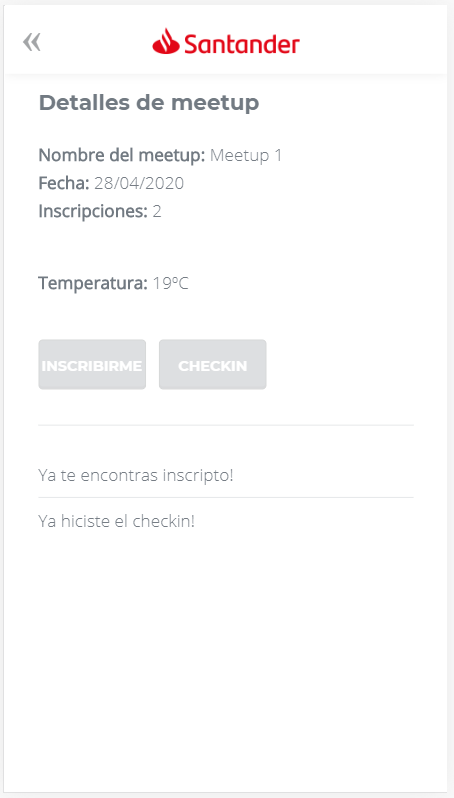 Santander
Detalles de meetup
Nombre del meetup: Meetup 1
Fecha: 28/04/2020
Inscripciones: 2
Temperatura: 19ºC
INSCRIBIRME CHECKIN
Ya te encontras inscripto!
Ya hiciste el checkin!